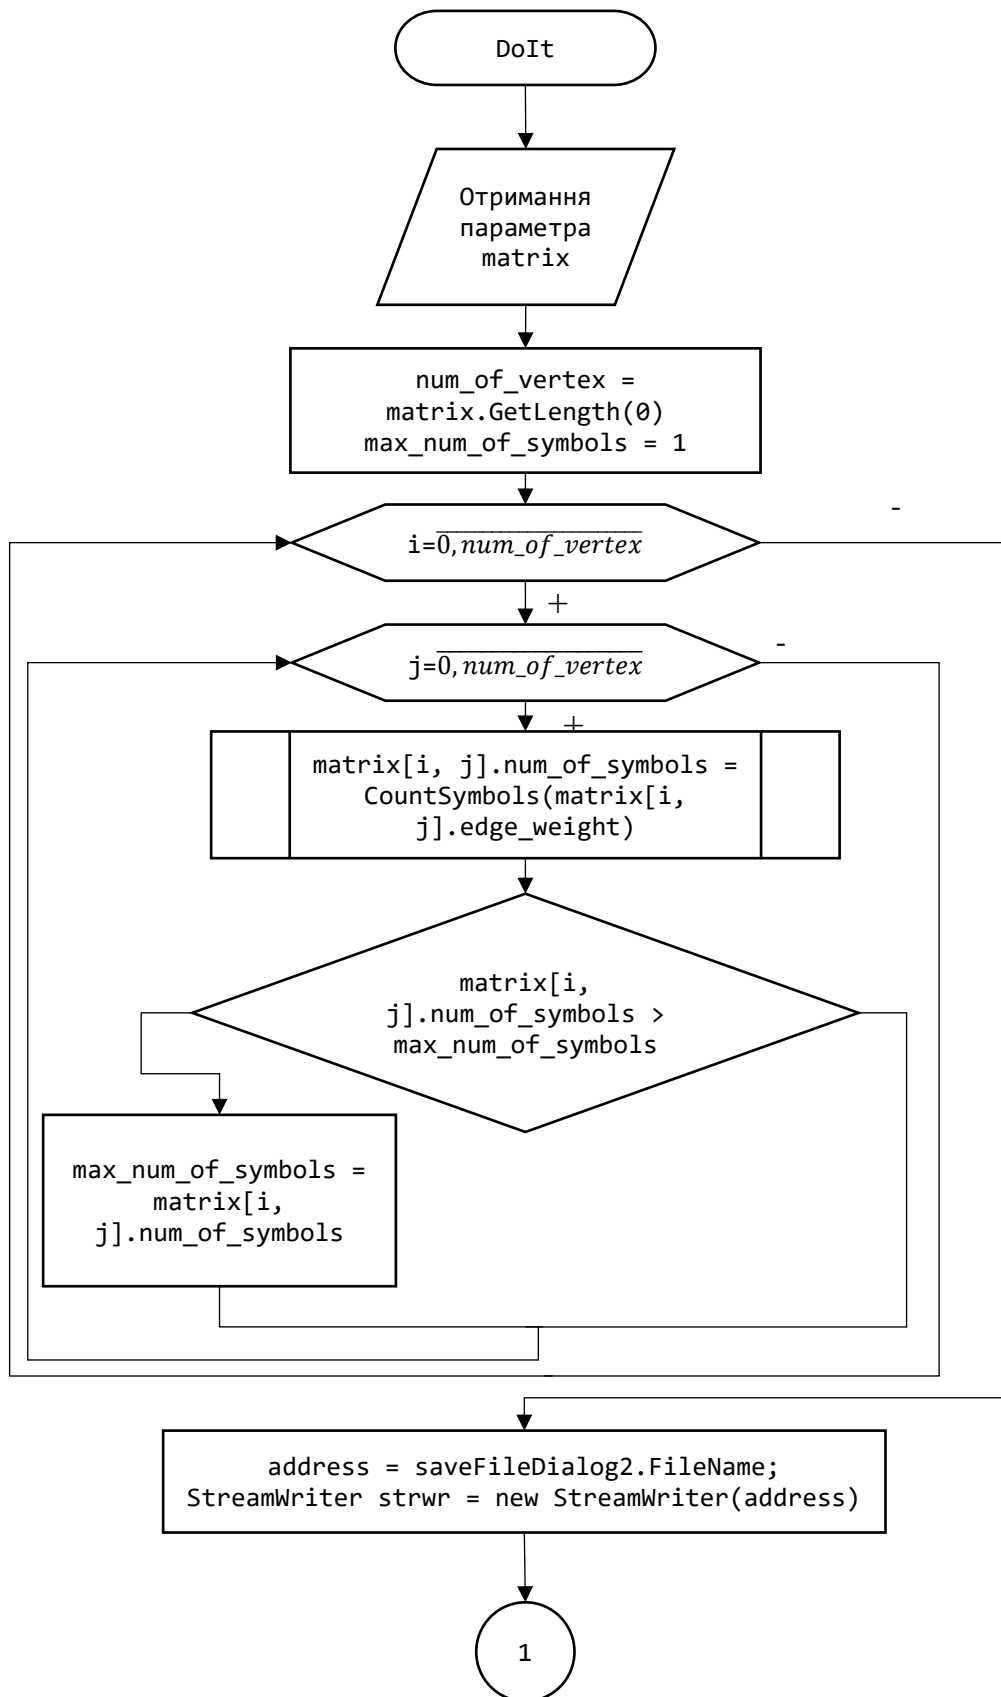 DoIt
Отримання
параметра
matrix
num_of_vertex =
matrix.GetLength(0)
max_num_of_symbols = 1
-
i=0, num_of_vertex
+
j=0, num_of_vertex
-
+
matrix[i, j].num_of_symbols =
CountSymbols(matrix[i,
j].edge_weight)
matrix[i,
j].num_of_symbols >
max_num_of_symbols
max_num_of_symbols =
matrix[i,
j].num_of_symbols
address = saveFileDialog2.FileName;
StreamWriter strwr = new StreamWriter(address)
1